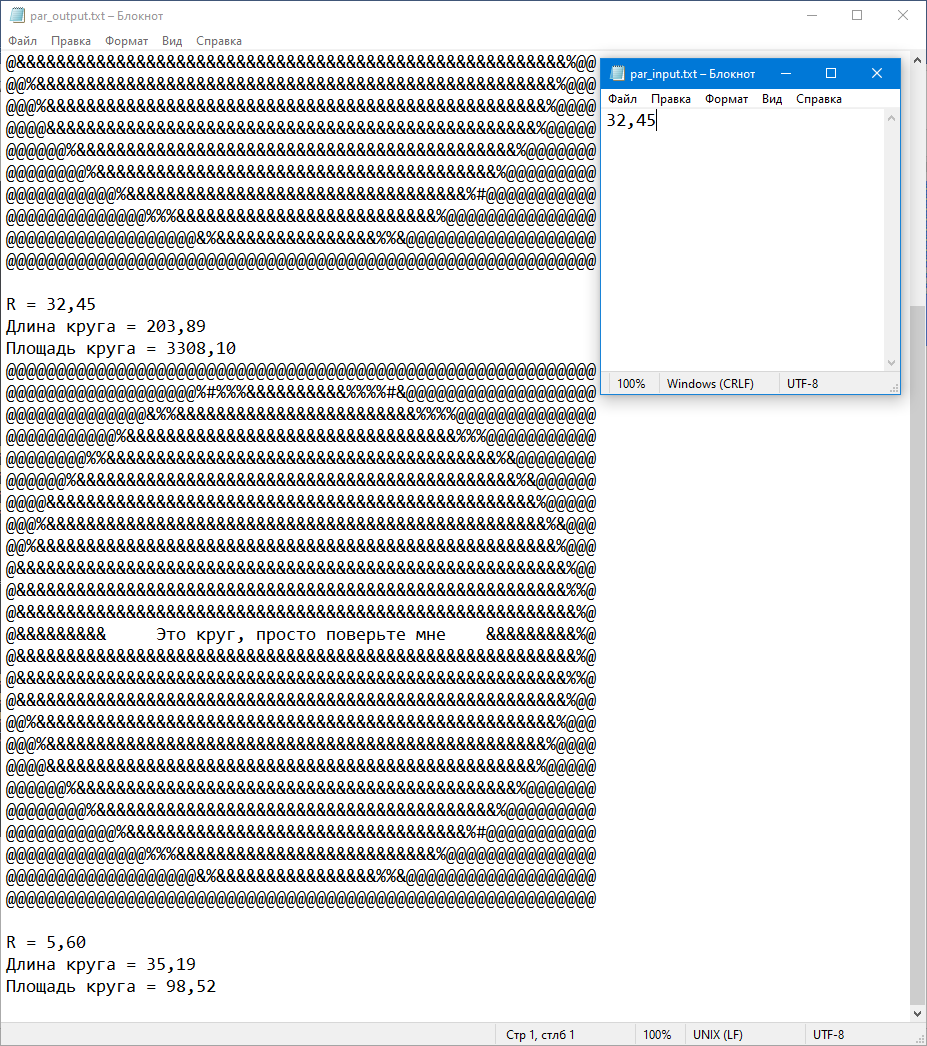 par_output.txt – Блокнот
Файл Правка Формат Вид Справка
R = 32,45
Длина круга = 203,89
Площадь круга = 3308,10
Это круг, просто поверьте мне
R = 5,60
Длина круга = 35,19
Площадь круга = 98,52
Стр 1, стлб 1 100% UNIX (LF) UTF-8
par_input.txt – Блокнот
Файл Правка Формат Вид Справка
32,45
100% Windows (CRLF) UTF-8